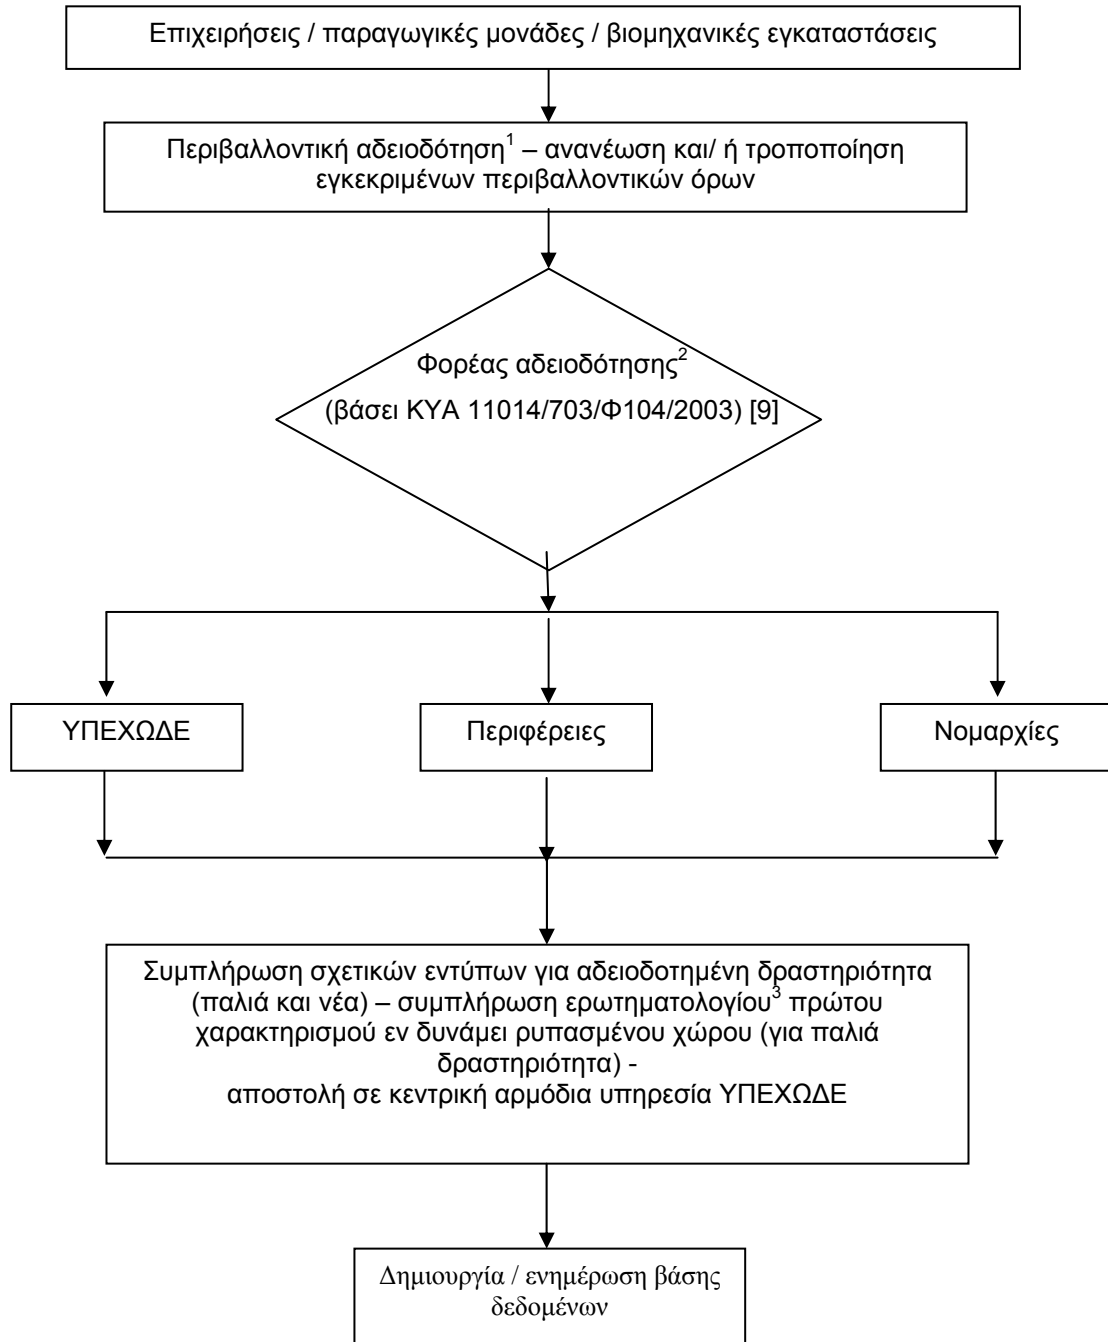 Επιχειρήσεις / παραγωγικές μονάδες / βιομηχανικές εγκαταστάσεις
Περιβαλλοντική αδειοδότηση¹ – ανανέωση και/ ή τροποποίηση
εγκεκριμένων περιβαλλοντικών όρων
Φορέας αδειοδότησης²
(βάσει ΚΥΑ 11014/703/Φ104/2003) [9]
ΥΠΕΧΩΔΕ
Περιφέρειες
Νομαρχίες
Συμπλήρωση σχετικών εντύπων για αδειοδοτημένη δραστηριότητα
(παλιά και νέα) – συμπλήρωση ερωτηματολογίου³ πρώτου
χαρακτηρισμού εν δυνάμει ρυπασμένου χώρου (για παλιά
δραστηριότητα) -
αποστολή σε κεντρική αρμόδια υπηρεσία ΥΠΕΧΩΔΕ
Δημιουργία / ενημέρωση βάσης
δεδομένων